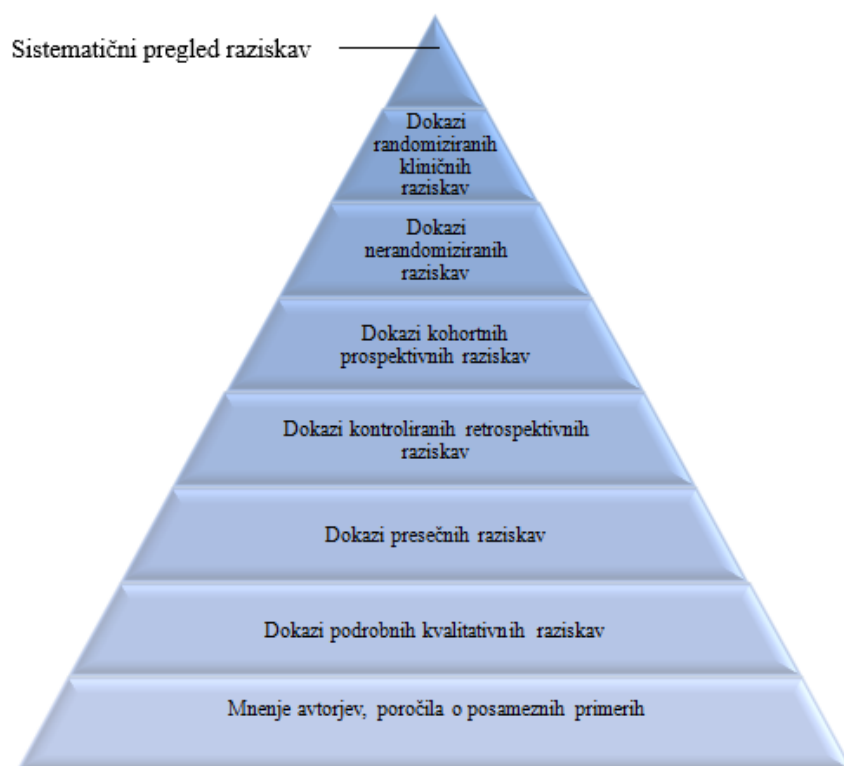 Sistematični pregled raziskav
Dokazi
randomiziranih
kliničnih
raziskav
Dokazi
nerandomiziranih
raziskav
Dokazi kohortnih
prospektivnih raziskav
Dokazi kontroliranih retrospektivnih
raziskav
Dokazi presečnih raziskav
Dokazi podrobnih kvalitativnih raziskav
Mnenje avtorjev, poročila o posameznih primerih